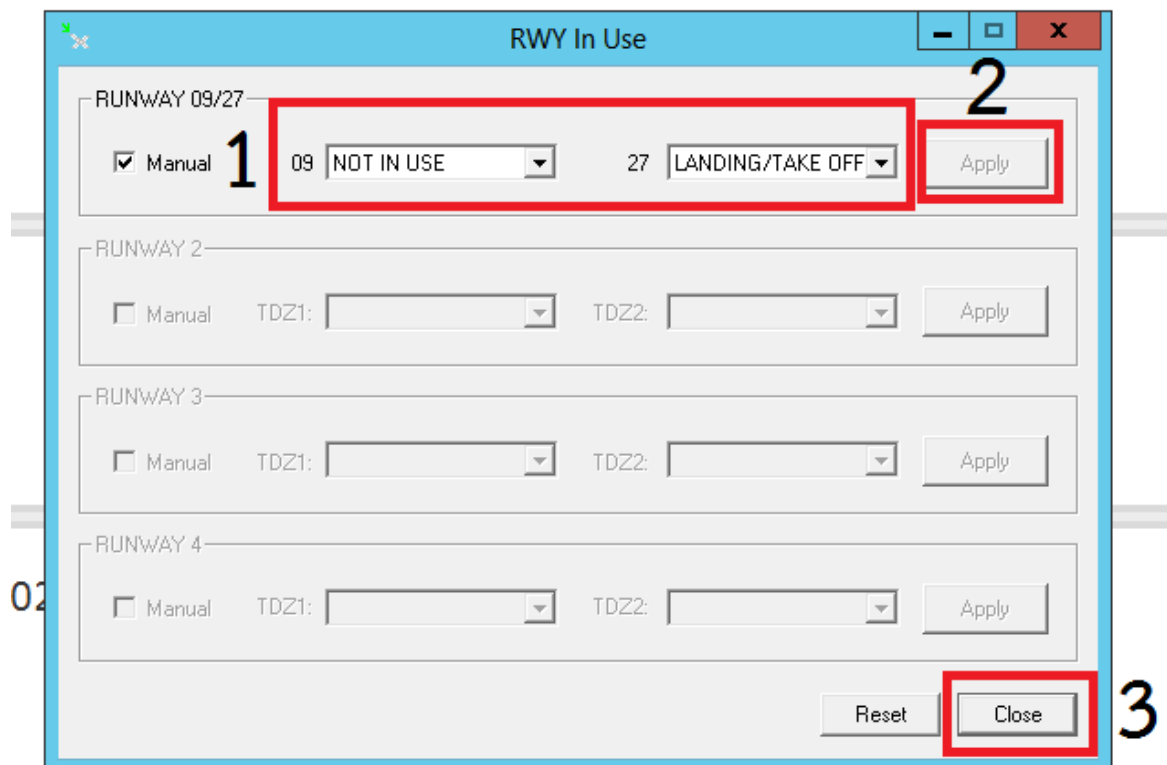 RWY In Use
2
RUNWAY 09/27
Manual 1 09 NOT IN USE 27 LANDING/TAKE OFF Apply
RUNWAY 2
Manual TDZ1: TDZ2: Apply
RUNWAY 3
Manual TDZ1: TDZ2: Apply
RUNWAY 4
02
Manual TDZ1: TDZ2: Apply
Reset Close 3